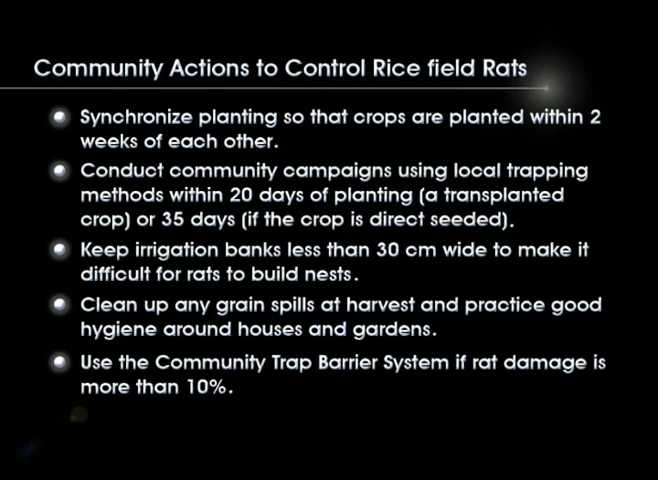 Community Actions to Control Rice field Rats
Synchronize planting so that crops are planted within 2
weeks of each other.
Conduct community campaigns using local trapping
methods within 20 days of planting (a transplanted
crop) or 35 days (if the crop is direct seeded).
Keep irrigation banks less than 30 cm wide to make it
difficult for rats to build nests.
Clean up any grain spills at harvest and practice good
hygiene around houses and gardens.
Use the Community Trap Barrier System if rat damage is
more than 10%.